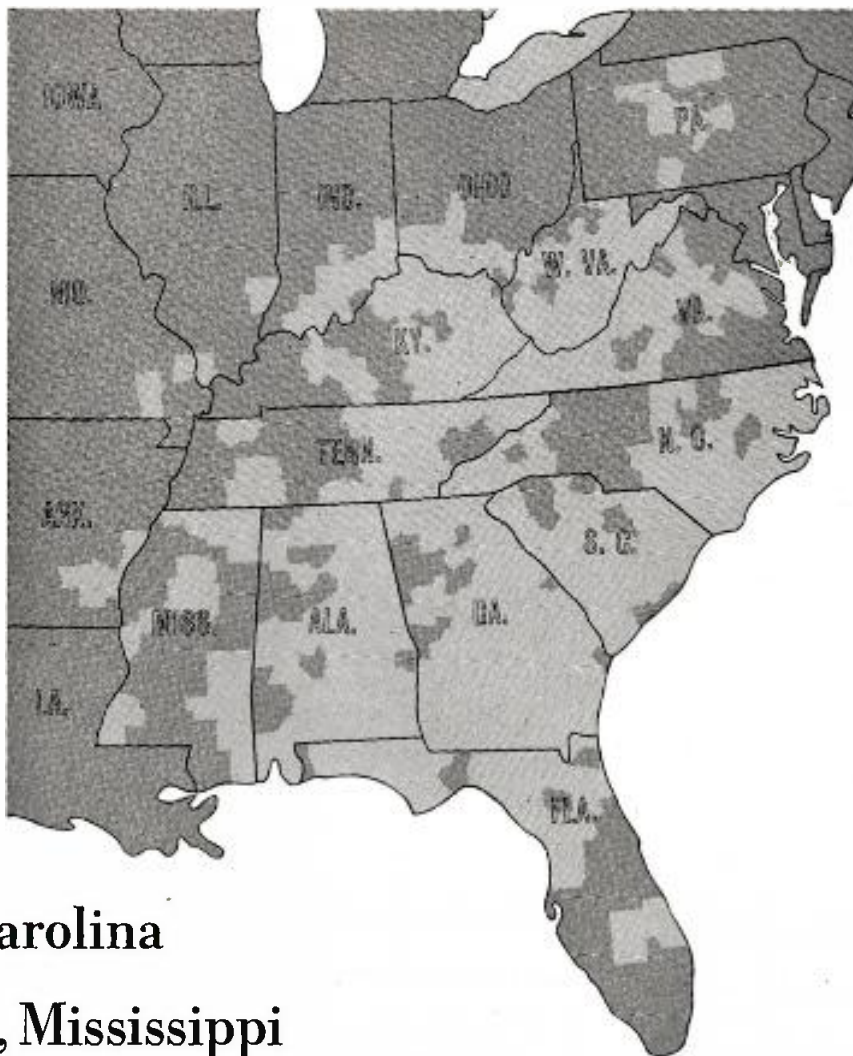 IOWA
PA.
ILL.
IND.
OHIO
W. VA.
MO.
VA.
KY.
TENN.
N. C.
ARK.
S. C.
MISS.
ALA.
GA.
LA.
FLA.
arolina
, Mississippi